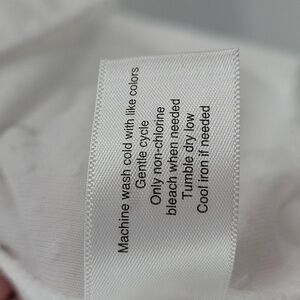 Machine wash cold with like colors
Gentle cycle
Only non-chlorine
bleach when needed
Tumble dry low
Cool iron if needed